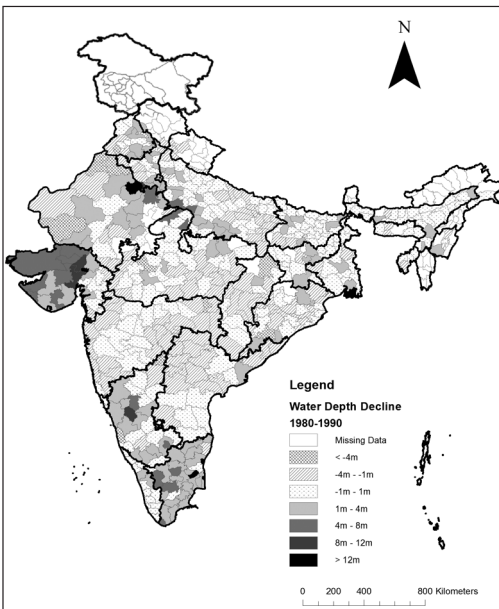 N
Legend
Water Depth Decline
1980-1990
Missing Data
< -4m
-4m - -1m
-1m - 1m
1m - 4m
4m - 8m
8m - 12m
> 12m
0 200 400 800 Kilometers